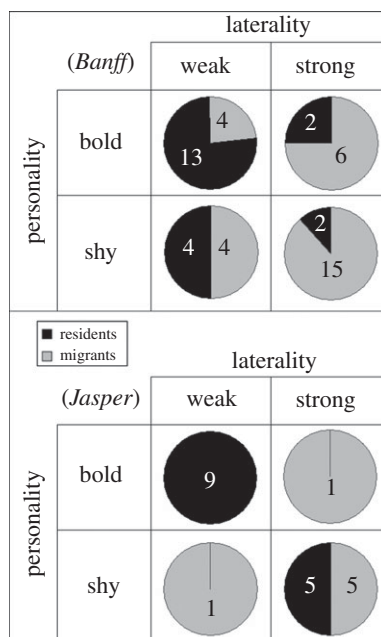 laterality
(Banff) weak strong
personality
bold
4
13
2
6
shy
4 4
2
15
residents
migrants
laterality
(Jasper) weak strong
personality
bold
9
1
shy
1
5 5